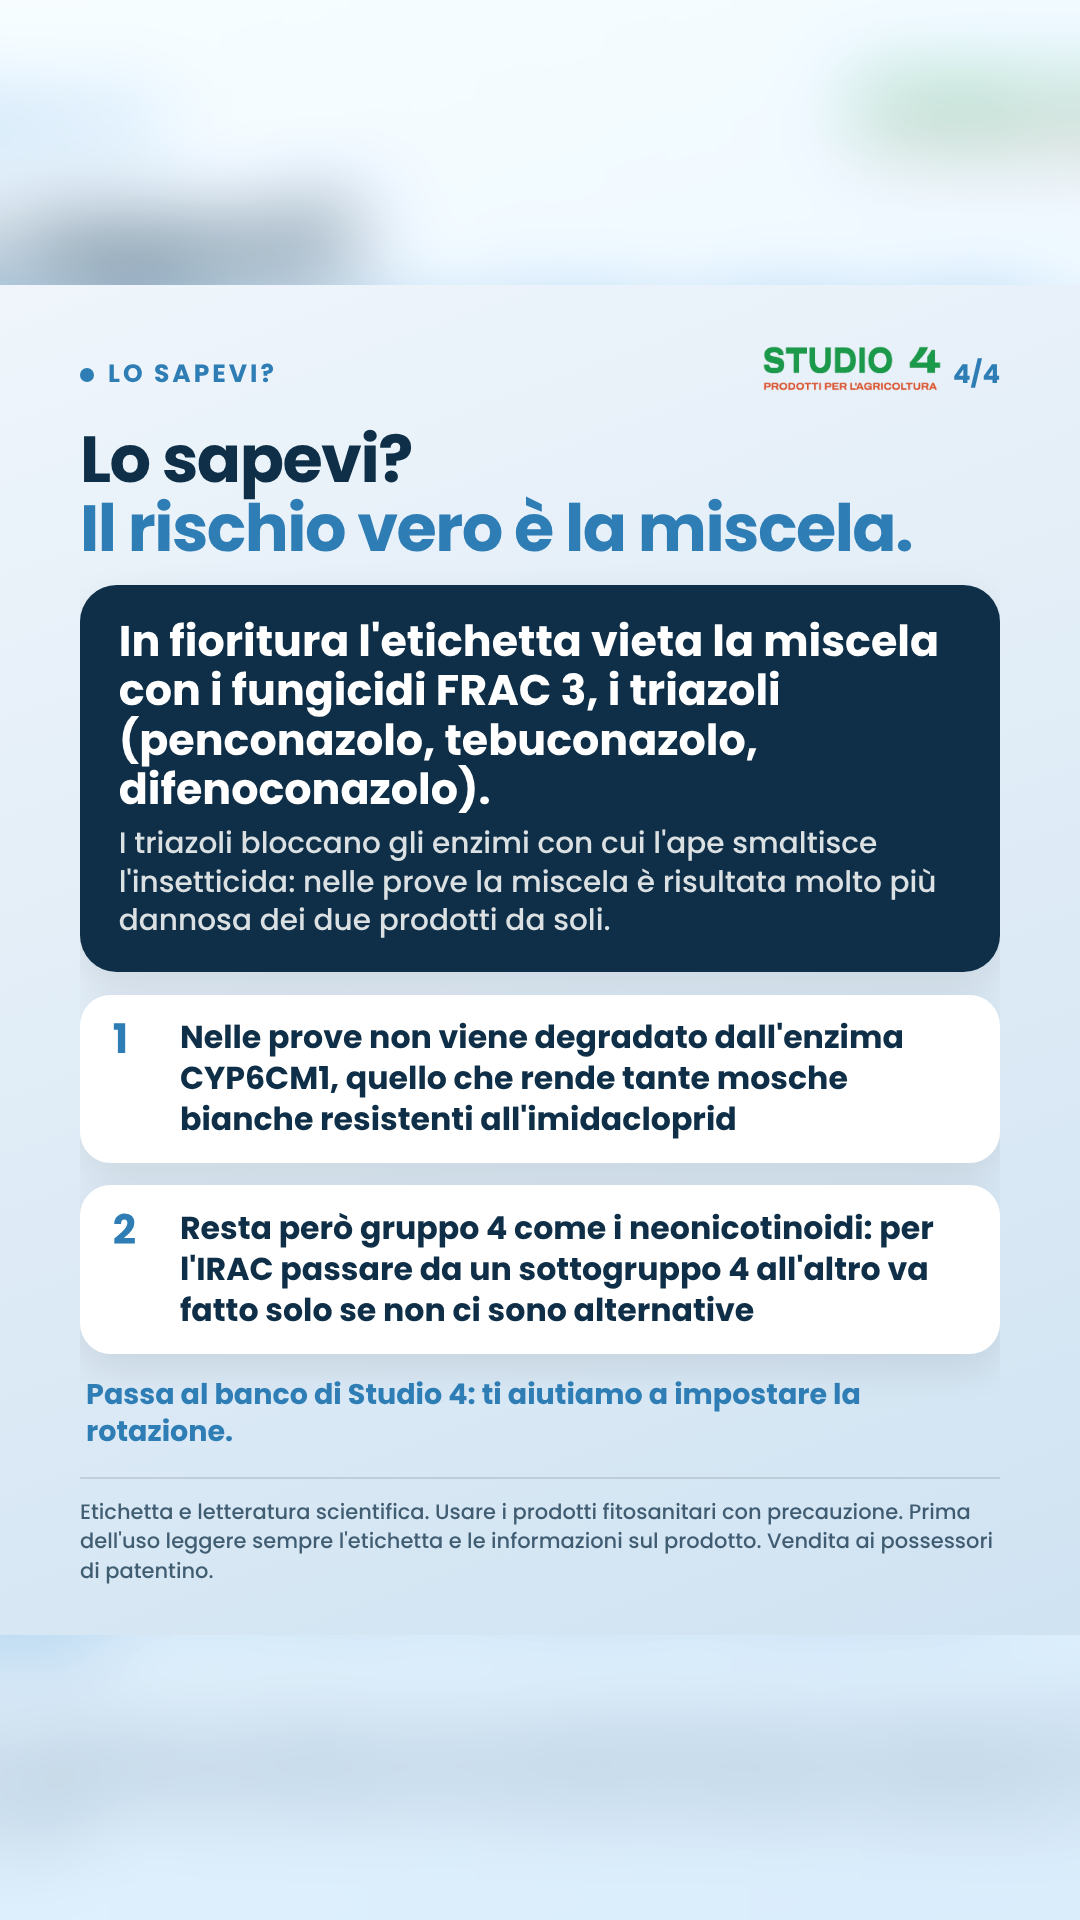 LO SAPEVI?
STUDIO 4
PRODOTTI PER L'AGRICOLTURA
4/4
Lo sapevi?
Il rischio vero è la miscela.
In fioritura l'etichetta vieta la miscela
con i fungicidi FRAC 3, i triazoli
(penconazolo, tebuconazolo,
difenoconazolo).
I triazoli bloccano gli enzimi con cui l'ape smaltisce
l'insetticida: nelle prove la miscela è risultata molto più
dannosa dei due prodotti da soli.
1
Nelle prove non viene degradato dall'enzima
CYP6CM1, quello che rende tante mosche
bianche resistenti all'imidacloprid
2
Resta però gruppo 4 come i neonicotinoidi: per
l'IRAC passare da un sottogruppo 4 all'altro va
fatto solo se non ci sono alternative
Passa al banco di Studio 4: ti aiutiamo a impostare la
rotazione.
Etichetta e letteratura scientifica. Usare i prodotti fitosanitari con precauzione. Prima
dell'uso leggere sempre l'etichetta e le informazioni sul prodotto. Vendita ai possessori
di patentino.